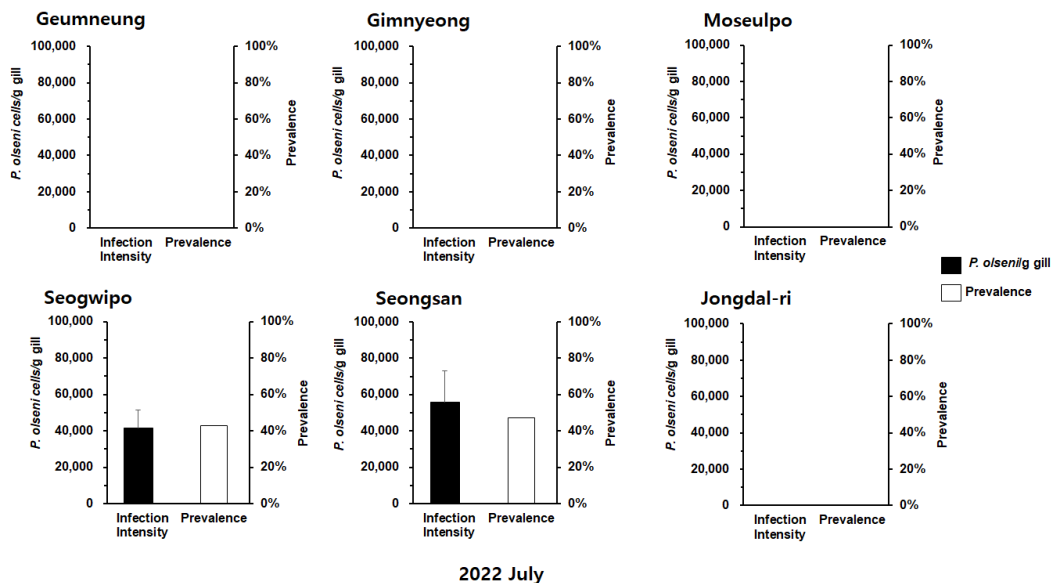 Geumneung
P. olseni cells/g gill
100,000
80,000
60,000
40,000
20,000
0
100%
80%
60%
40%
20%
0%
Prevalence
Infection
Intensity
Prevalence
Gimnyeong
P. olseni cells/g gill
100,000
80,000
60,000
40,000
20,000
0
100%
80%
60%
40%
20%
0%
Prevalence
Infection
Intensity
Prevalence
Moseulpo
P. olseni cells/g gill
100,000
80,000
60,000
40,000
20,000
0
100%
80%
60%
40%
20%
0%
Prevalence
Infection
Intensity
Prevalence
P. olseni/g gill
Prevalence
Seogwipo
P. olseni cells/g gill
100,000
80,000
60,000
40,000
20,000
0
100%
80%
60%
40%
20%
0%
Prevalence
Infection
Intensity
Prevalence
Seongsan
P. olseni cells/g gill
100,000
80,000
60,000
40,000
20,000
0
100%
80%
60%
40%
20%
0%
Prevalence
Infection
Intensity
Prevalence
Jongdal-ri
P. olseni cells/g gill
100,000
80,000
60,000
40,000
20,000
0
100%
80%
60%
40%
20%
0%
Prevalence
Infection
Intensity
Prevalence
2022 July